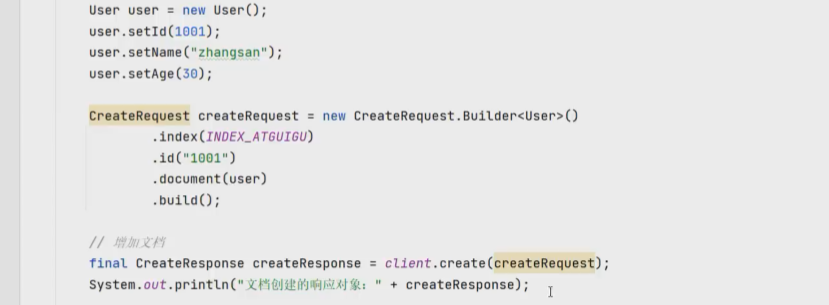 User user = new User();
user.setId(1001);
user.setName("zhangsan");
user.setAge(30);
CreateRequest createRequest = new CreateRequest.Builder<User>()
.index(INDEX_ATGUIGU)
.id("1001")
.document(user)
.build();
// 增加文档
final CreateResponse createResponse = client.create(createRequest);
System.out.println("文档创建的响应对象：" + createResponse);